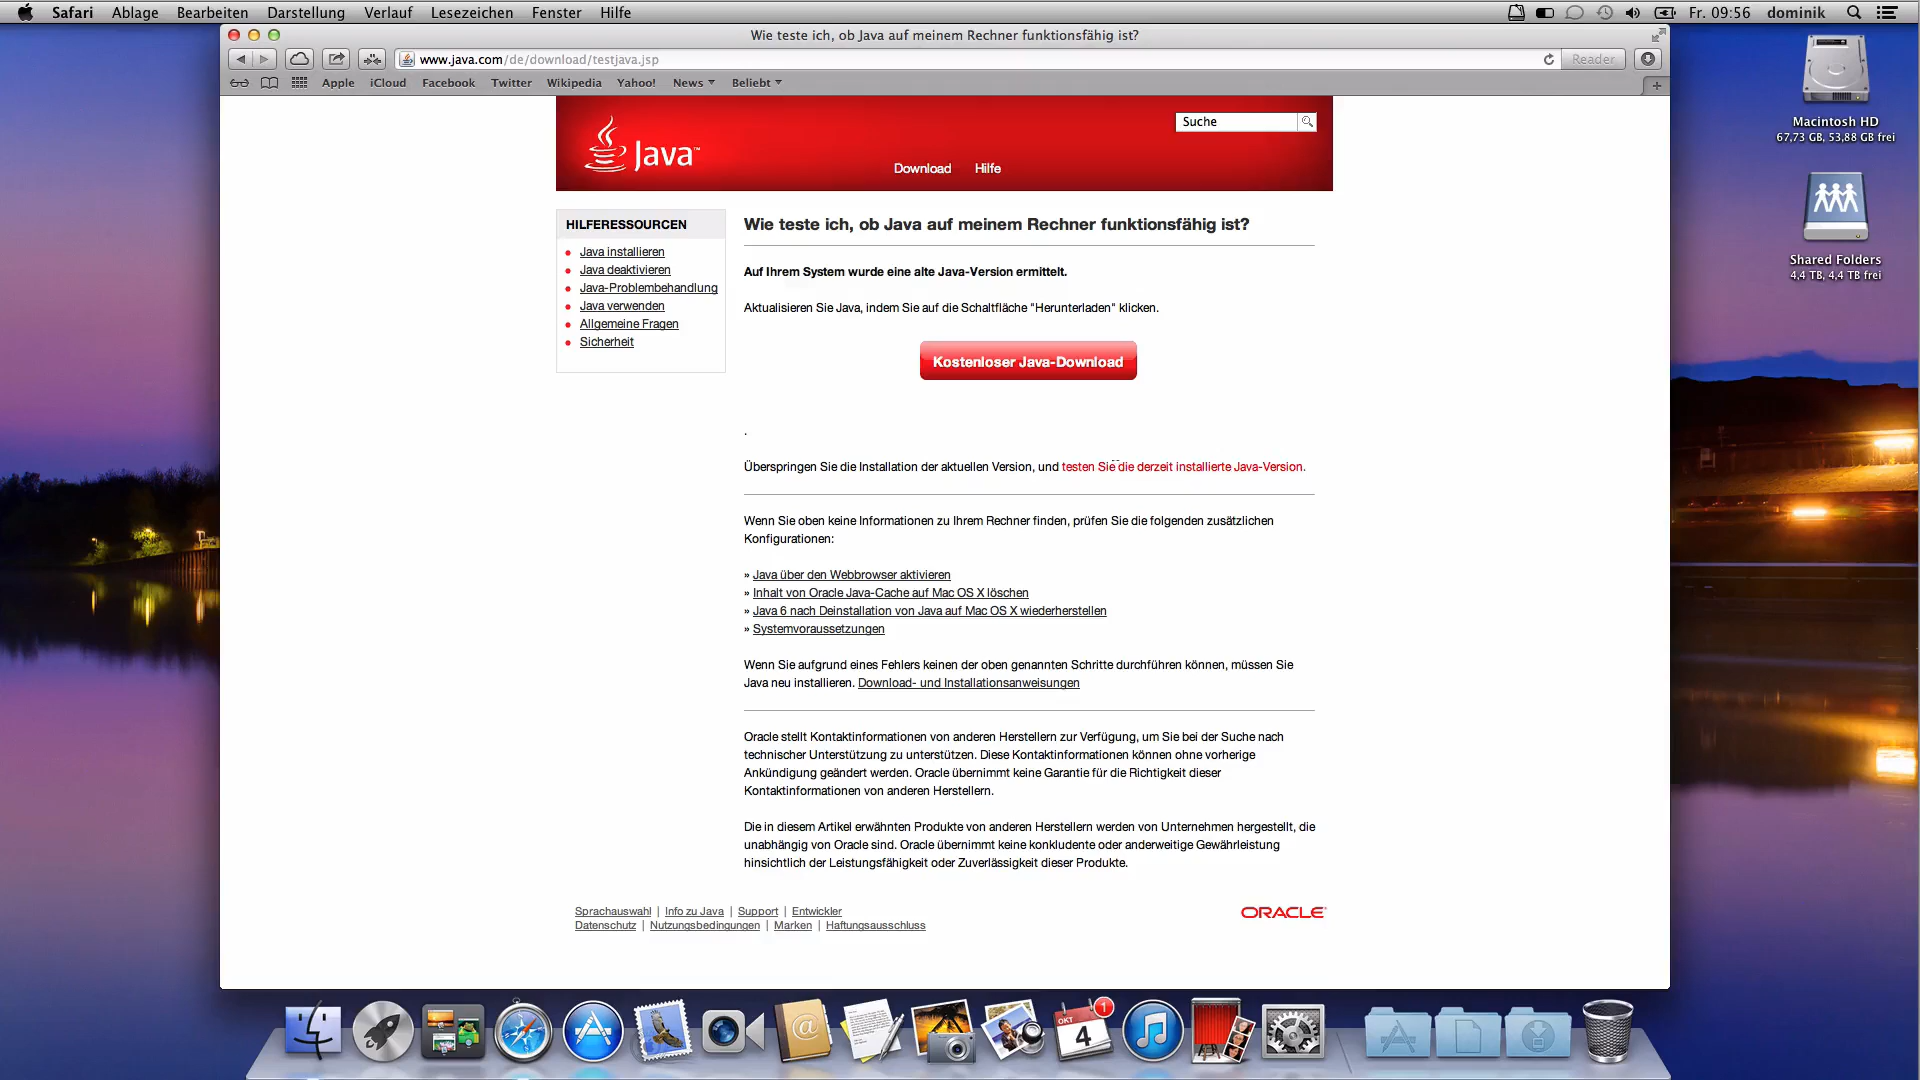 Safari Ablage Bearbeiten Darstellung Verlauf Lesezeichen Fenster Hilfe Fr. 09:56 dominik
Wie teste ich, ob Java auf meinem Rechner funktionsfähig ist?
www.java.com/de/download/testjava.jsp Reader
Apple iCloud Facebook Twitter Wikipedia Yahoo! News Beliebt
Macintosh HD
67,73 GB, 53,88 GB frei
Shared Folders
4,4 TB, 4,4 TB frei
Java™
Suche
Download Hilfe
HILFERESSOURCEN
Java installieren
Java deaktivieren
Java-Problembehandlung
Java verwenden
Allgemeine Fragen
Sicherheit
Wie teste ich, ob Java auf meinem Rechner funktionsfähig ist?
Auf Ihrem System wurde eine alte Java-Version ermittelt.
Aktualisieren Sie Java, indem Sie auf die Schaltfläche "Herunterladen" klicken.
Kostenloser Java-Download
.
Überspringen Sie die Installation der aktuellen Version, und testen Sie die derzeit installierte Java-Version.
Wenn Sie oben keine Informationen zu Ihrem Rechner finden, prüfen Sie die folgenden zusätzlichen
Konfigurationen:
» Java über den Webbrowser aktivieren
» Inhalt von Oracle Java-Cache auf Mac OS X löschen
» Java 6 nach Deinstallation von Java auf Mac OS X wiederherstellen
» Systemvoraussetzungen
Wenn Sie aufgrund eines Fehlers keinen der oben genannten Schritte durchführen können, müssen Sie
Java neu installieren. Download- und Installationsanweisungen
Oracle stellt Kontaktinformationen von anderen Herstellern zur Verfügung, um Sie bei der Suche nach
technischer Unterstützung zu unterstützen. Diese Kontaktinformationen können ohne vorherige
Ankündigung geändert werden. Oracle übernimmt keine Garantie für die Richtigkeit dieser
Kontaktinformationen von anderen Herstellern.
Die in diesem Artikel erwähnten Produkte von anderen Herstellern werden von Unternehmen hergestellt, die
unabhängig von Oracle sind. Oracle übernimmt keine konkludente oder anderweitige Gewährleistung
hinsichtlich der Leistungsfähigkeit oder Zuverlässigkeit dieser Produkte.
Sprachauswahl | Info zu Java | Support | Entwickler
Datenschutz | Nutzungsbedingungen | Marken | Haftungsausschluss
ORACLE
OKT
4
1